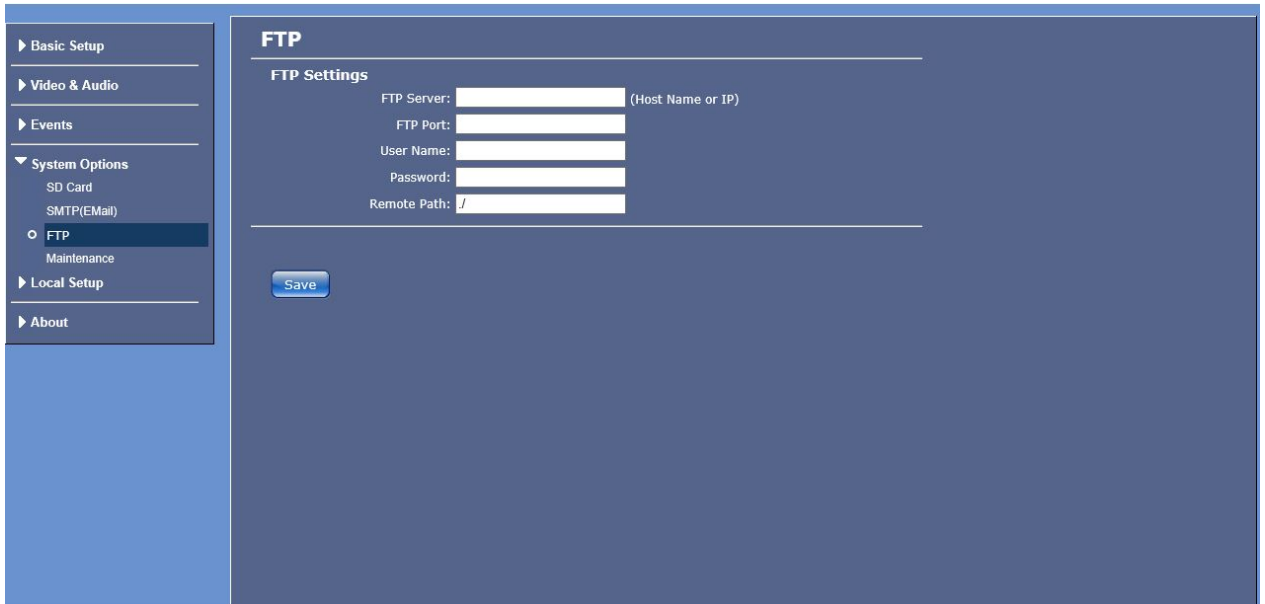 Basic Setup
Video & Audio
Events
System Options
SD Card
SMTP(EMail)
FTP
Maintenance
Local Setup
About
FTP
FTP Settings
FTP Server: (Host Name or IP)
FTP Port:
User Name:
Password:
Remote Path: ./
Save